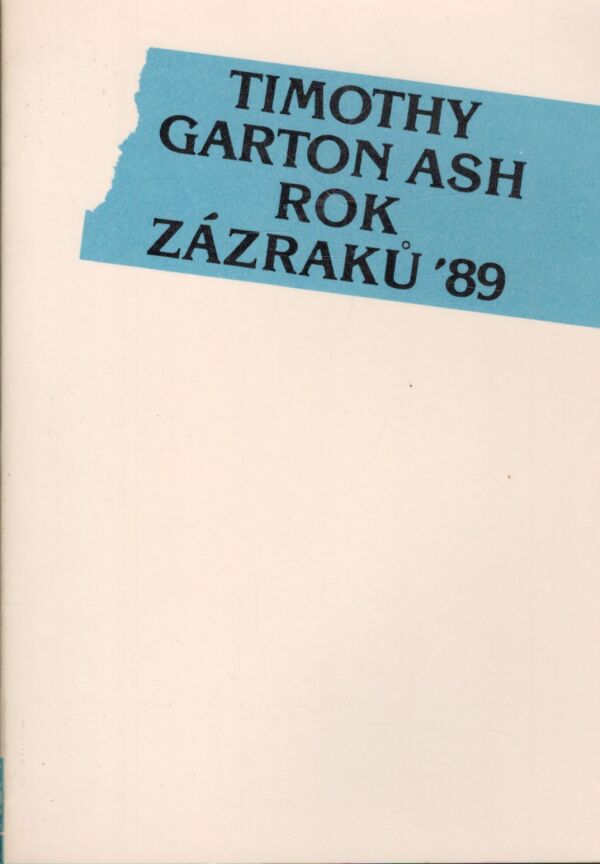 TIMOTHY
GARTON ASH
ROK
ZÁZRAKŮ '89